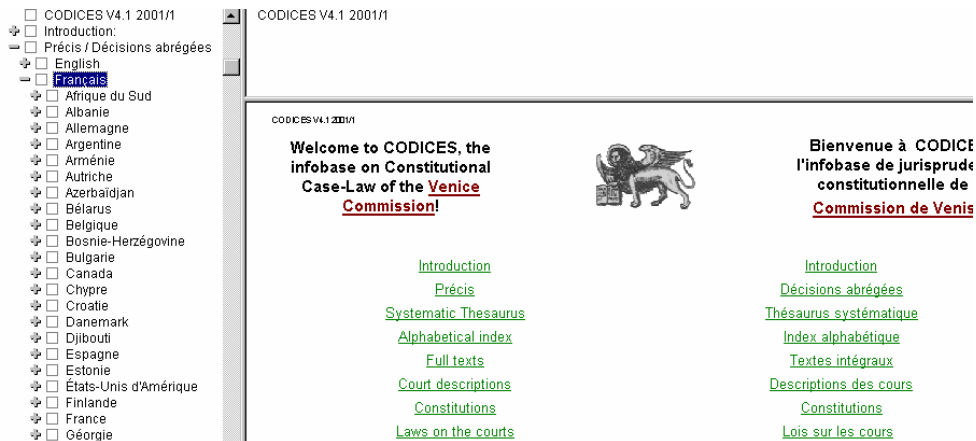 CODICES V4.1 2001/1
Introduction:
Précis / Décisions abrégées
English
Français
Afrique du Sud
Albanie
Allemagne
Argentine
Arménie
Autriche
Azerbaïdjan
Bélarus
Belgique
Bosnie-Herzégovine
Bulgarie
Canada
Chypre
Croatie
Danemark
Djibouti
Espagne
Estonie
États-Unis d'Amérique
Finlande
France
Géorgie
CODICES V4.1 2001/1
CODICES V4.1 2001/1
Welcome to CODICES, the
infobase on Constitutional
Case-Law of the Venice
Commission!
Introduction
Précis
Systematic Thesaurus
Alphabetical index
Full texts
Court descriptions
Constitutions
Laws on the courts
Bienvenue à CODICE
l'infobase de jurisprude
constitutionnelle de
Commission de Venis
Introduction
Décisions abrégées
Thésaurus systématique
Index alphabétique
Textes intégraux
Descriptions des cours
Constitutions
Lois sur les cours